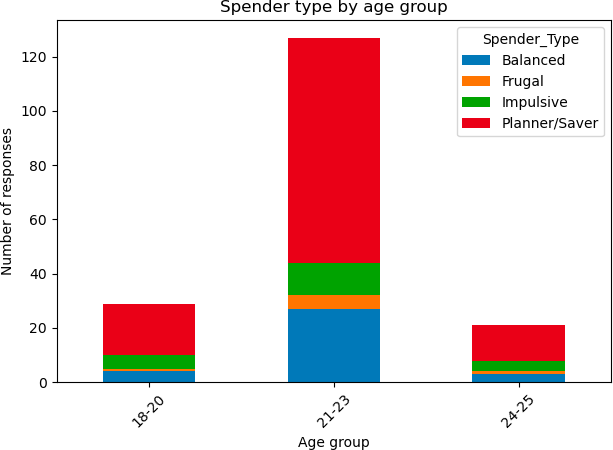 Spender type by age group
Number of responses
120
100
80
60
40
20
0
Spender_Type
Balanced
Frugal
Impulsive
Planner/Saver
18-20
21-23
24-25
Age group